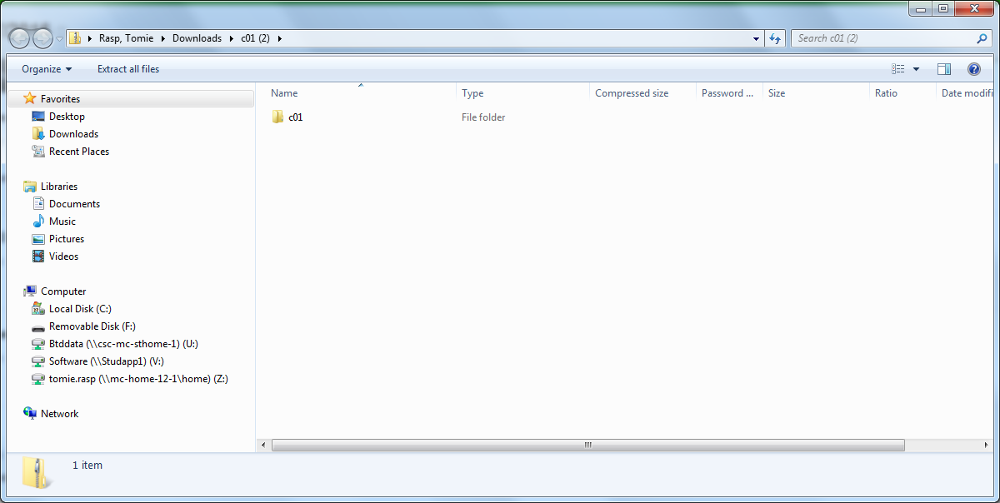 Rasp, Tomie Downloads c01 (2)
Search c01 (2)
Organize Extract all files
Name Type Compressed size Password ... Size Ratio Date modifi
c01 File folder
Favorites
Desktop
Downloads
Recent Places
Libraries
Documents
Music
Pictures
Videos
Computer
Local Disk (C:)
Removable Disk (F:)
Btddata (\\csc-mc-sthome-1) (U:)
Software (\\Studapp1) (V:)
tomie.rasp (\\mc-home-12-1\home) (Z:)
Network
1 item